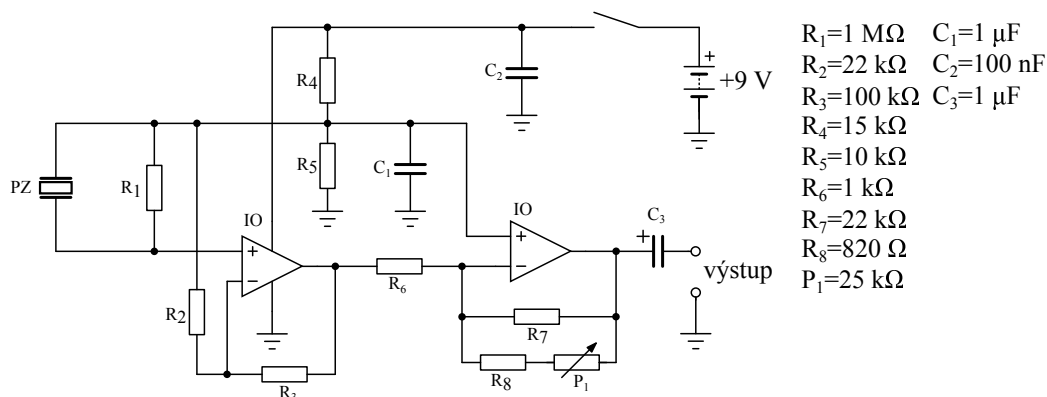 R₄
C₂
+
+9 V
R₁=1 MΩ C₁=1 μF
R₂=22 kΩ C₂=100 nF
R₃=100 kΩ C₃=1 μF
R₄=15 kΩ
R₅=10 kΩ
R₆=1 kΩ
R₇=22 kΩ
R₈=820 Ω
P₁=25 kΩ
PZ
R₁
R₅
C₁
IO
+
−
R₂
R₃
R₆
IO
+
−
R₇
R₈
P₁
C₃
+
výstup